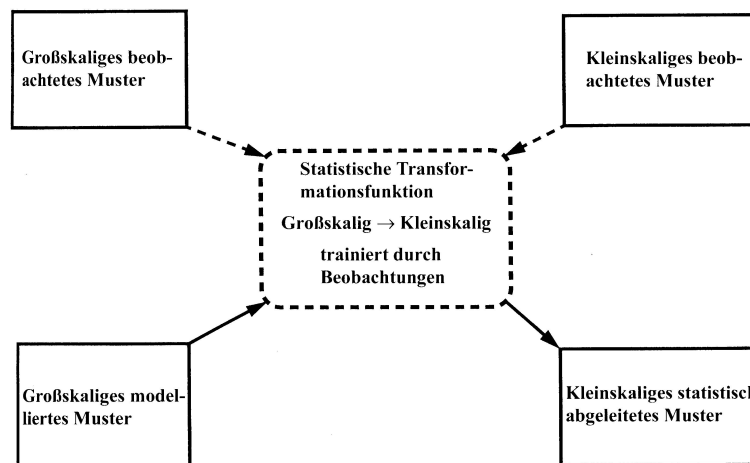 Großskaliges beob-
achtetes Muster
Kleinskaliges beob-
achtetes Muster
Statistische Transfor-
mationsfunktion
Großskalig → Kleinskalig
trainiert durch
Beobachtungen
Großskaliges model-
liertes Muster
Kleinskaliges statistisch
abgeleitetes Muster